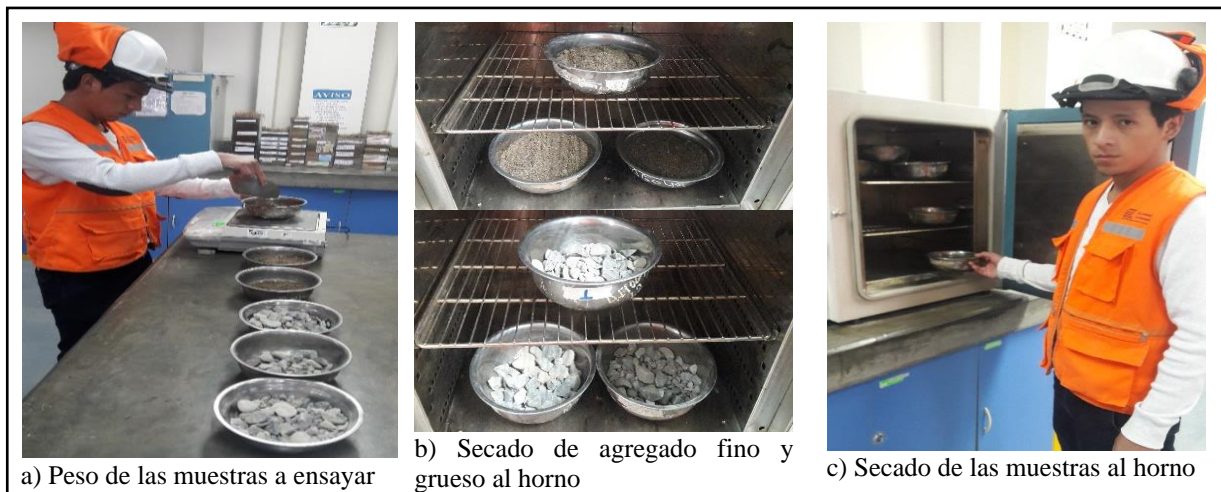 AVISO
a) Peso de las muestras a ensayar
b) Secado de agregado fino y
grueso al horno
c) Secado de las muestras al horno